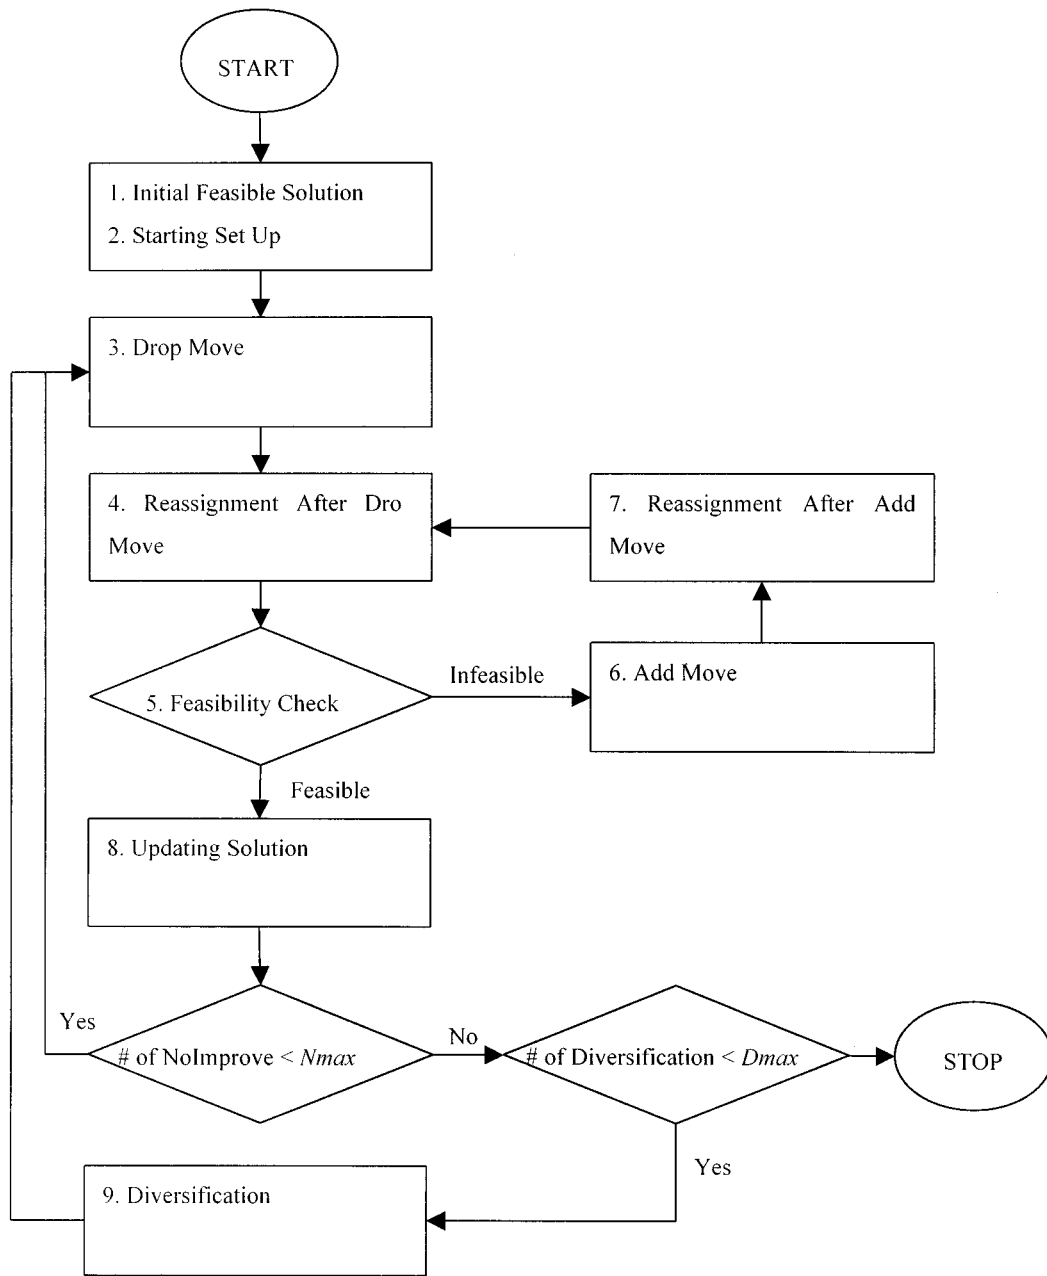 START
1. Initial Feasible Solution
2. Starting Set Up
3. Drop Move
4. Reassignment After Dro
Move
7. Reassignment After Add
Move
5. Feasibility Check
Infeasible
6. Add Move
Feasible
8. Updating Solution
Yes
# of NoImprove < Nmax
No
# of Diversification < Dmax
STOP
Yes
9. Diversification